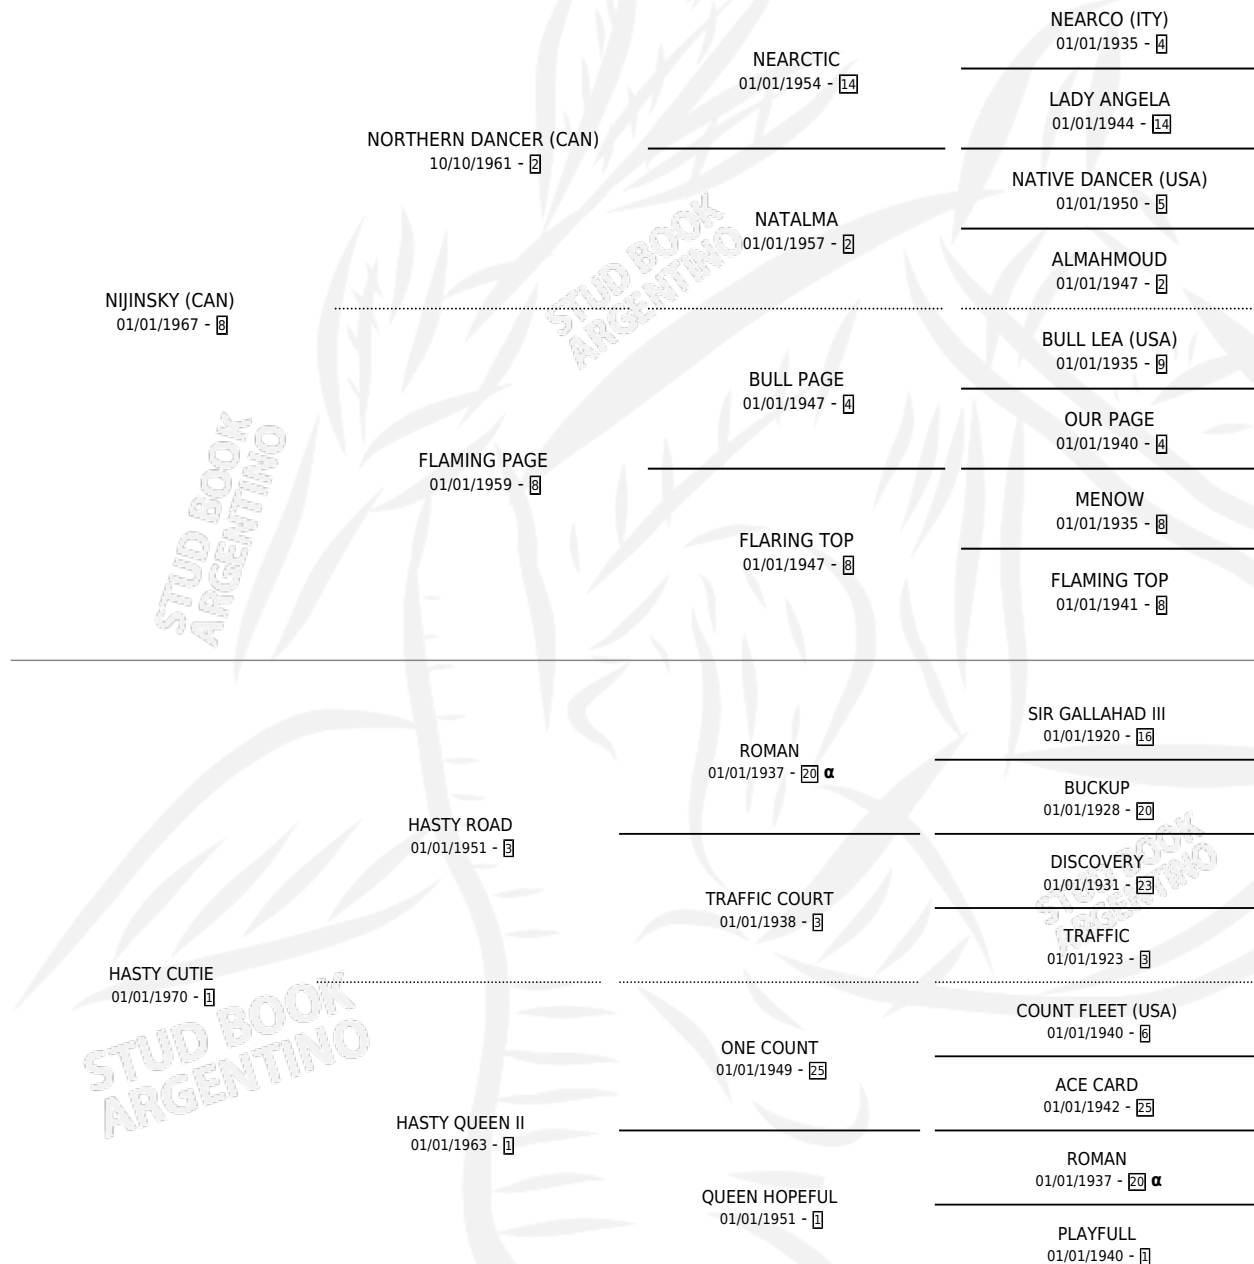 NEARCO (ITY)
01/01/1935 - 4
NEARCTIC
01/01/1954 - 14
LADY ANGELA
01/01/1944 - 14
NORTHERN DANCER (CAN)
10/10/1961 - 2
NATIVE DANCER (USA)
01/01/1950 - 5
NATALMA
01/01/1957 - 2
ALMAHMOUD
01/01/1947 - 2
STUD BOOK
ARGENTINO
NIJINSKY (CAN)
01/01/1967 - 8
BULL LEA (USA)
01/01/1935 - 9
BULL PAGE
01/01/1947 - 4
OUR PAGE
01/01/1940 - 4
FLAMING PAGE
01/01/1959 - 8
MENOW
01/01/1935 - 8
FLARING TOP
01/01/1947 - 8
FLAMING TOP
01/01/1941 - 8
STUD BOOK
ARGENTINO
SIR GALLAHAD III
01/01/1920 - 16
ROMAN
01/01/1937 - 20 α
BUCKUP
01/01/1928 - 20
HASTY ROAD
01/01/1951 - 3
DISCOVERY
01/01/1931 - 23
TRAFFIC COURT
01/01/1938 - 3
TRAFFIC
01/01/1923 - 3
STUD BOOK
ARGENTINO
HASTY CUTIE
01/01/1970 - 1
COUNT FLEET (USA)
01/01/1940 - 6
ONE COUNT
01/01/1949 - 25
ACE CARD
01/01/1942 - 25
STUD BOOK
ARGENTINO
HASTY QUEEN II
01/01/1963 - 1
ROMAN
01/01/1937 - 20 α
QUEEN HOPEFUL
01/01/1951 - 1
PLAYFULL
01/01/1940 - 1